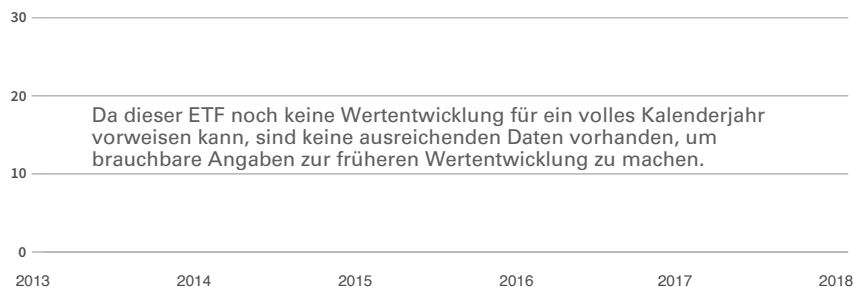 30
20
Da dieser ETF noch keine Wertentwicklung für ein volles Kalenderjahr
vorweisen kann, sind keine ausreichenden Daten vorhanden, um
brauchbare Angaben zur früheren Wertentwicklung zu machen.
10
0
2013 2014 2015 2016 2017 2018